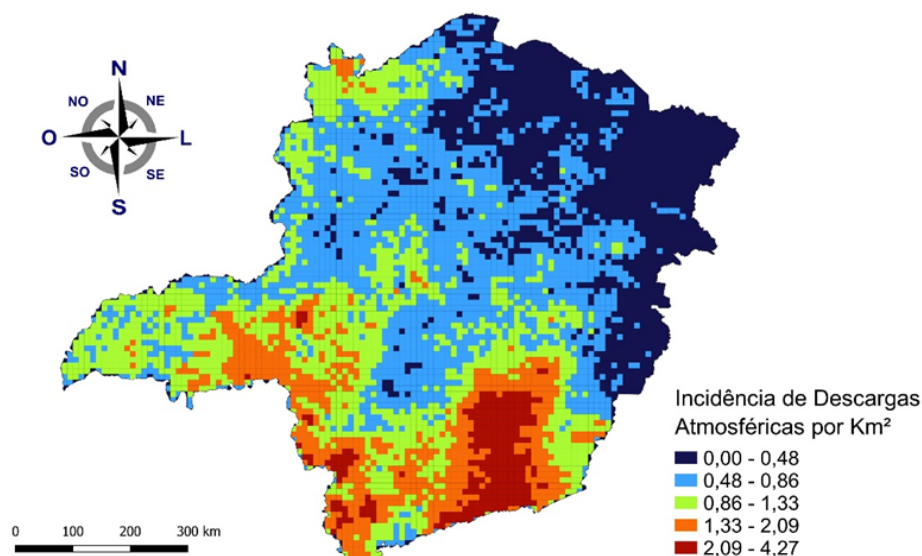 N
NO
NE
O
L
SO
SE
S
Incidência de Descargas
Atmosféricas por Km²
0,00 - 0,48
0,48 - 0,86
0,86 - 1,33
1,33 - 2,09
2,09 - 4,27
0 100 200 300 km